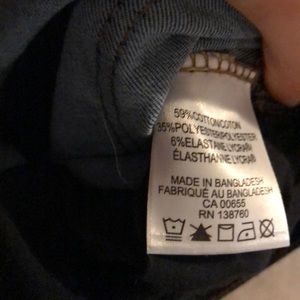 59%COTTON/COTON
35%POLYESTER/POLYESTER
6%ELASTANE LYCRA®/
ÉLASTHANNE LYCRA®
MADE IN BANGLADESH
FABRIQUÉ AU BANGLADESH
CA 00655
RN 138760